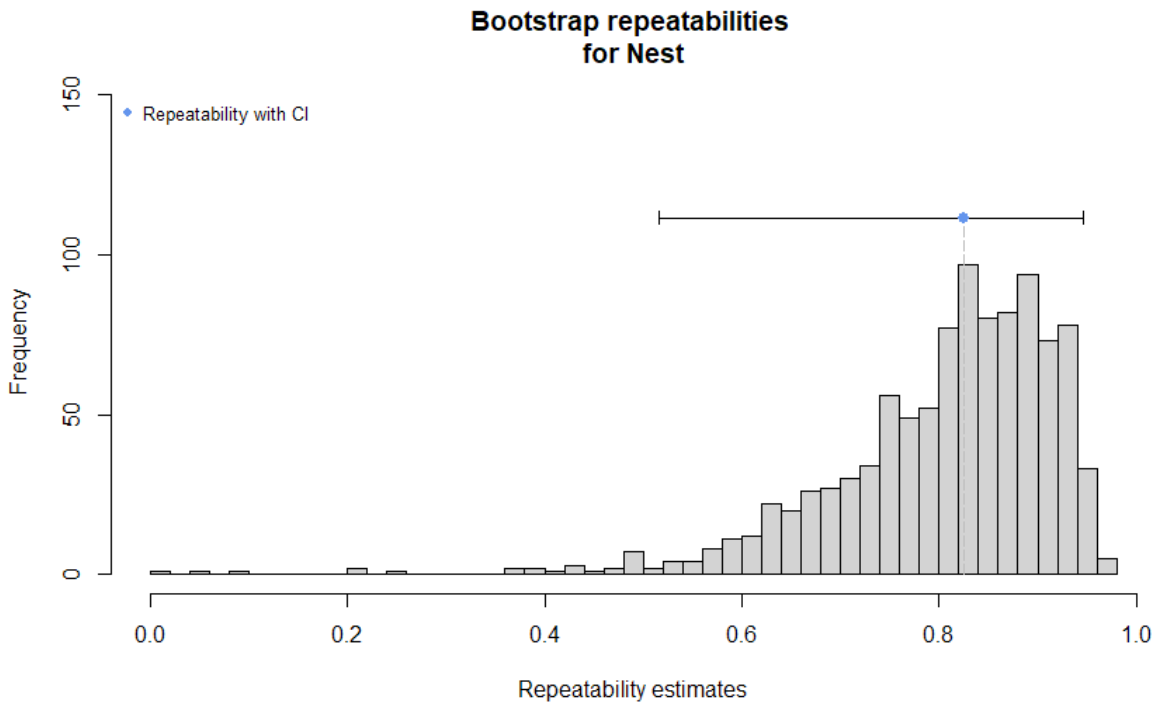 Bootstrap repeatabilities
for Nest
Repeatability with CI
Frequency
150
100
50
0
0.0 0.2 0.4 0.6 0.8 1.0
Repeatability estimates